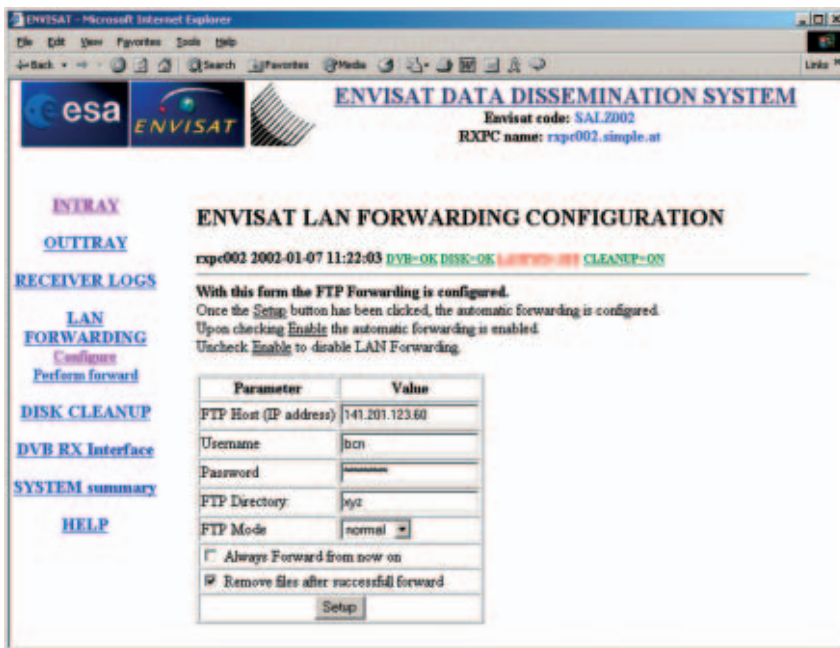 ENVISAT - Microsoft Internet Explorer
File Edit View Favorites Tools Help
Back Search Favorites Media Links
esa
ENVISAT
ENVISAT DATA DISSEMINATION SYSTEM
Envisat code: SALZ002
RXPC name: rxpc002.simple.at
INTRAY
OUTTRAY
RECEIVER LOGS
LAN FORWARDING
Configure
Perform forward
DISK CLEANUP
DVB RX Interface
SYSTEM summary
HELP
ENVISAT LAN FORWARDING CONFIGURATION
rxpc002 2002-01-07 11:22:03 DVB=OK DISK=OK CLEANUP=ON
With this form the FTP Forwarding is configured.
Once the Setup button has been clicked, the automatic forwarding is configured.
Upon checking Enable the automatic forwarding is enabled.
Uncheck Enable to disable LAN Forwarding.
Parameter Value
FTP Host (IP address) 141.201.123.60
Username bcn
Password
FTP Directory: xyz
FTP Mode normal
Always Forward from now on
Remove files after successfull forward
Setup